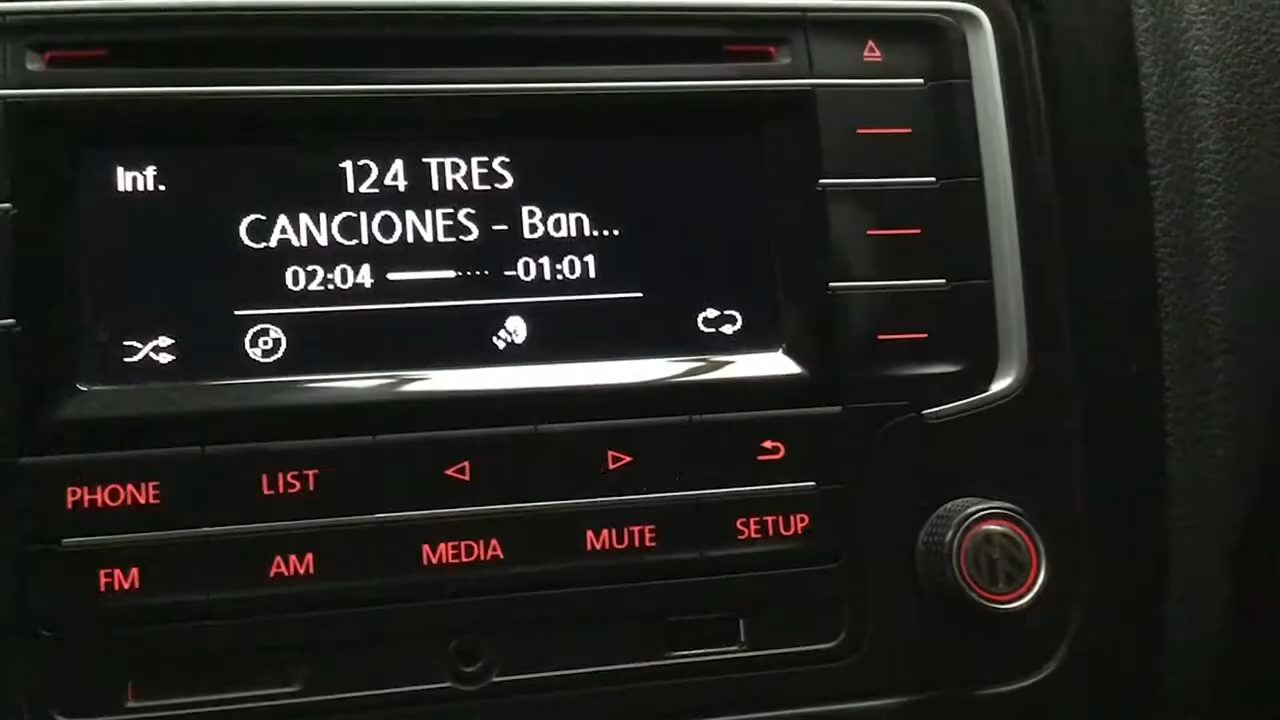 Inf.
124 TRES
CANCIONES - Ban...
02:04 -01:01
PHONE LIST
FM AM MEDIA MUTE SETUP